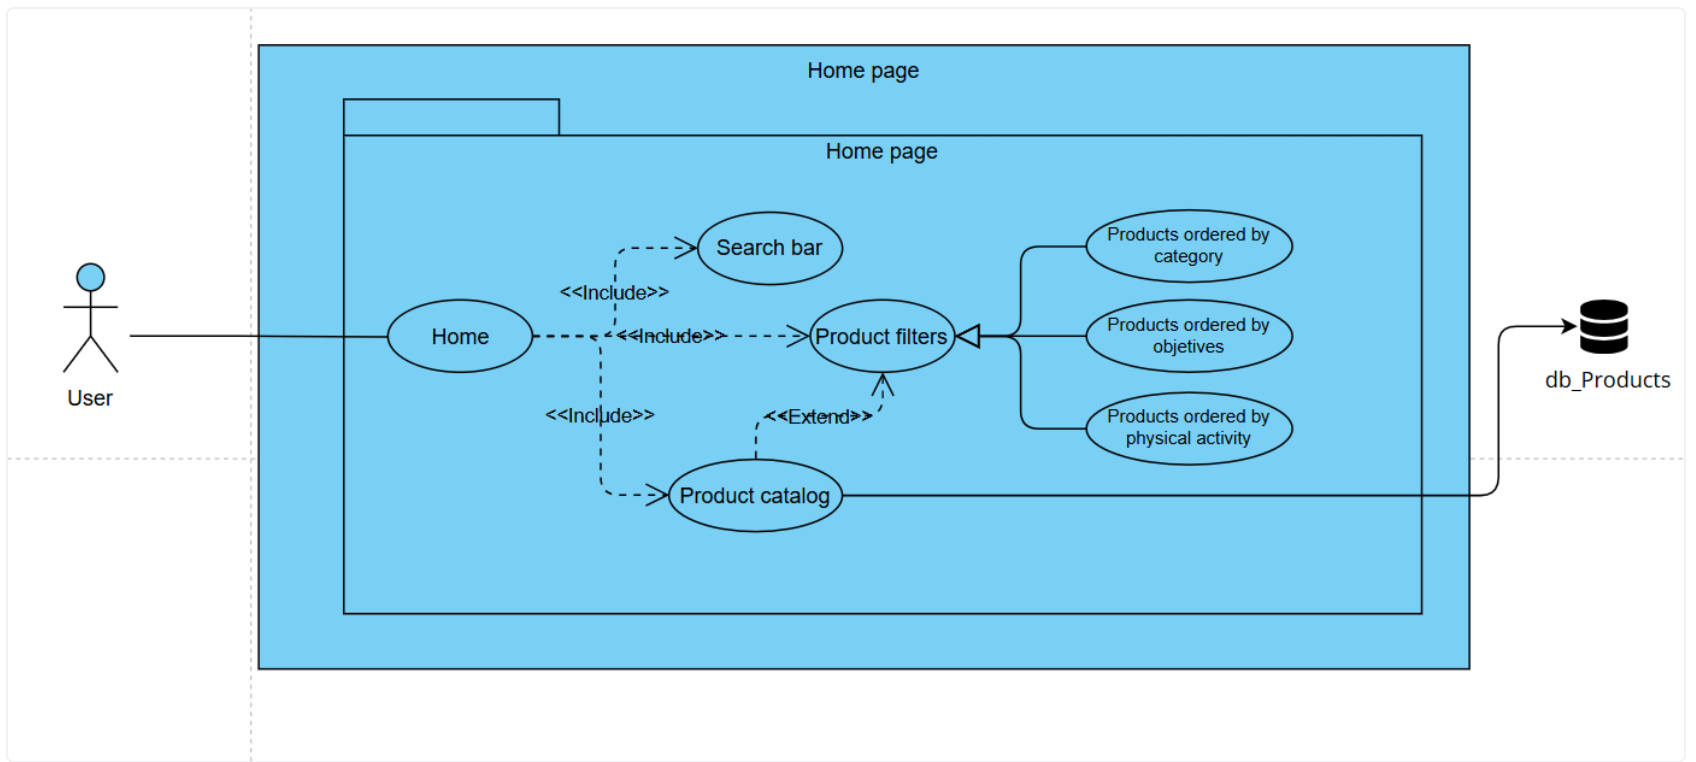 Home page
Home page
Search bar
<<Include>>
Home
<<Include>>
Product filters
<<Include>>
<<Extend>>
Product catalog
Products ordered by
category
Products ordered by
objetives
Products ordered by
physical activity
User
db_Products